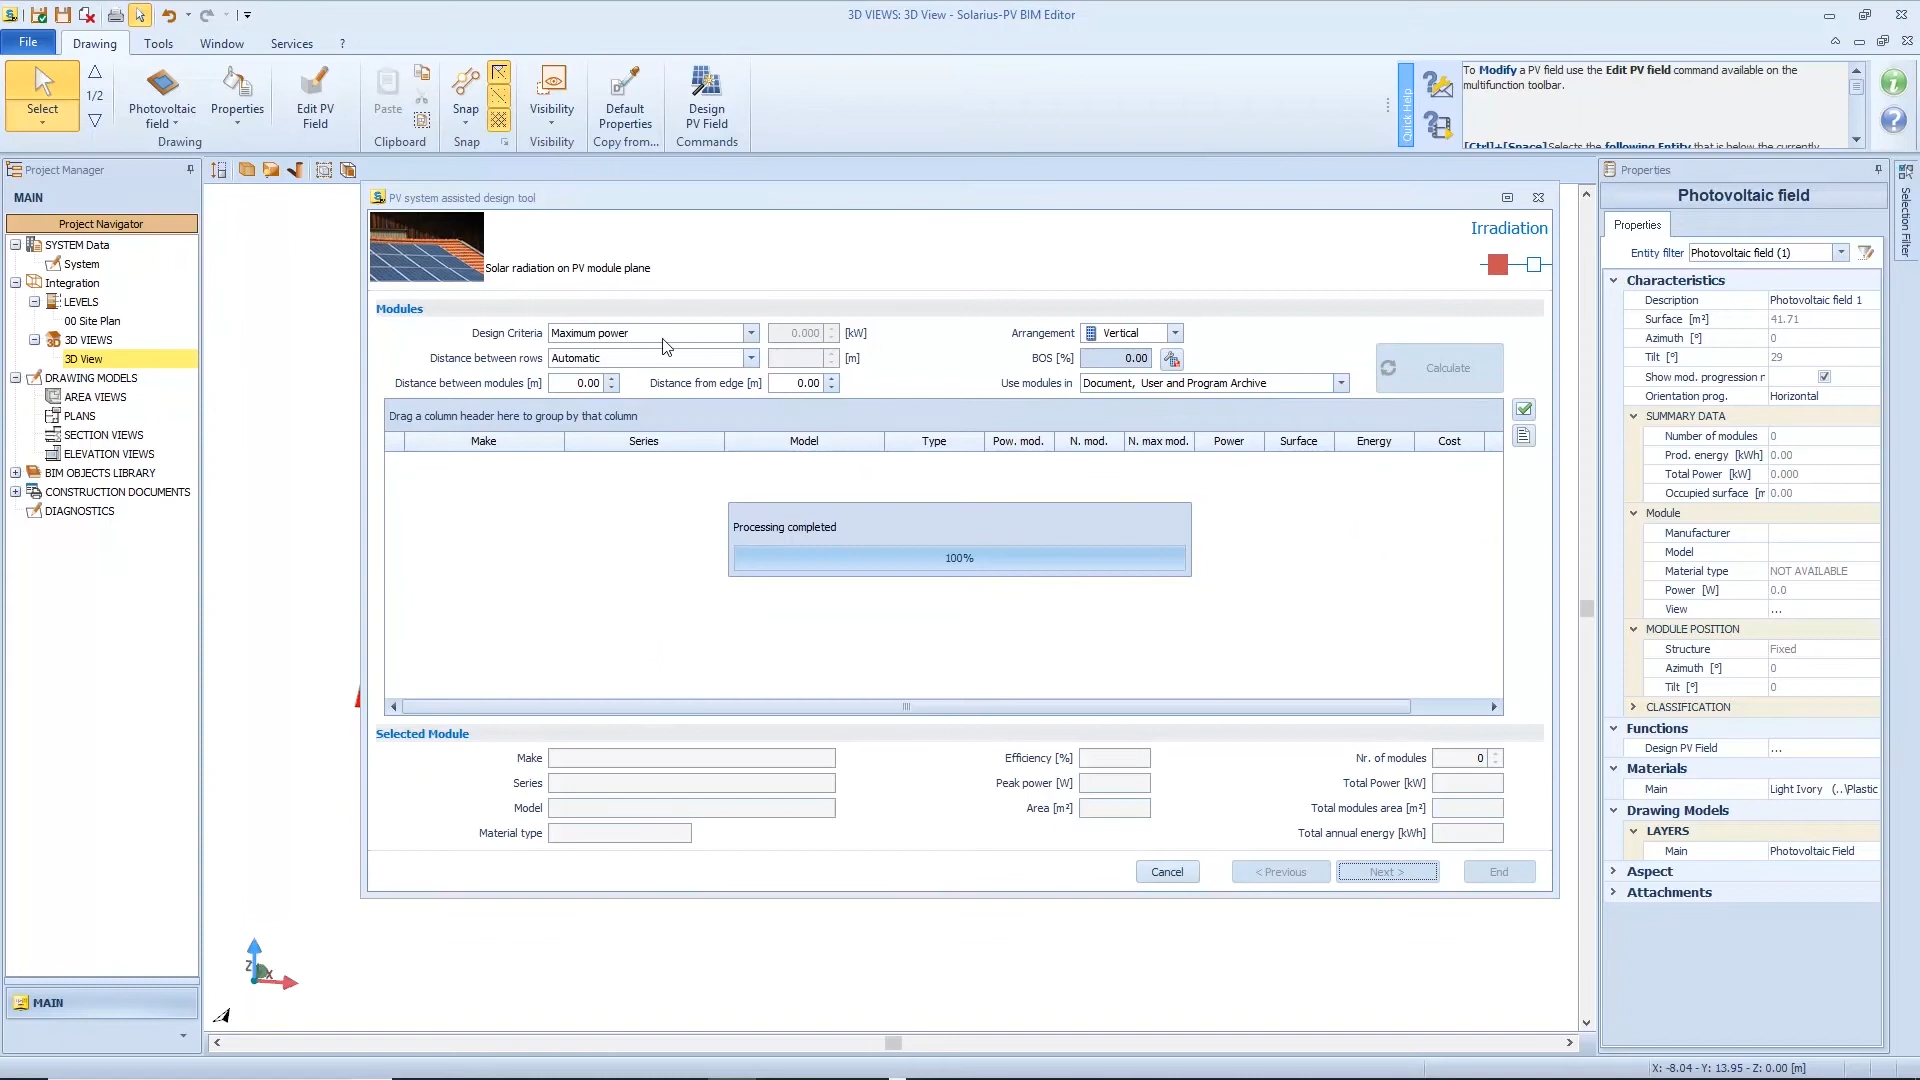 3D VIEWS: 3D View - Solarius-PV BIM Editor
File
Drawing
Tools
Window
Services
?
Select
1/2
Photovoltaic field
Properties
Edit PV Field
Drawing
Paste
Clipboard
Snap
Snap
Visibility
Visibility
Default Properties
Copy from...
Design PV Field
Commands
Quick Help
To Modify a PV field use the Edit PV field command available on the
multifunction toolbar.
[Ctrl]+[Space]Selects the following Entity that is below the currently
Project Manager
MAIN
Project Navigator
SYSTEM Data
System
Integration
LEVELS
00 Site Plan
3D VIEWS
3D View
DRAWING MODELS
AREA VIEWS
PLANS
SECTION VIEWS
ELEVATION VIEWS
BIM OBJECTS LIBRARY
CONSTRUCTION DOCUMENTS
DIAGNOSTICS
MAIN
PV system assisted design tool
Irradiation
Solar radiation on PV module plane
Modules
Design Criteria Maximum power 0.000 [kW] Arrangement Vertical
Distance between rows Automatic [m] BOS [%] 0.00 Calculate
Distance between modules [m] 0.00 Distance from edge [m] 0.00 Use modules in Document, User and Program Archive
Drag a column header here to group by that column
Make Series Model Type Pow. mod. N. mod. N. max mod. Power Surface Energy Cost
Processing completed
100%
Selected Module
Make Efficiency [%] Nr. of modules 0
Series Peak power [W] Total Power [kW]
Model Area [m²] Total modules area [m²]
Material type Total annual energy [kWh]
Cancel < Previous Next > End
Z X
Properties
Selection Filter
Photovoltaic field
Properties
Entity filter Photovoltaic field (1)
Characteristics
Description Photovoltaic field 1
Surface [m²] 41.71
Azimuth [°] 0
Tilt [°] 29
Show mod. progression r
Orientation prog. Horizontal
SUMMARY DATA
Number of modules 0
Prod. energy [kWh] 0.00
Total Power [kW] 0.000
Occupied surface [m 0.00
Module
Manufacturer
Model
Material type NOT AVAILABLE
Power [W] 0.0
View ...
MODULE POSITION
Structure Fixed
Azimuth [°] 0
Tilt [°] 0
CLASSIFICATION
Functions
Design PV Field ...
Materials
Main Light Ivory (..\Plastic
Drawing Models
LAYERS
Main Photovoltaic Field
Aspect
Attachments
X: -8.04 - Y: 13.95 - Z: 0.00 [m]